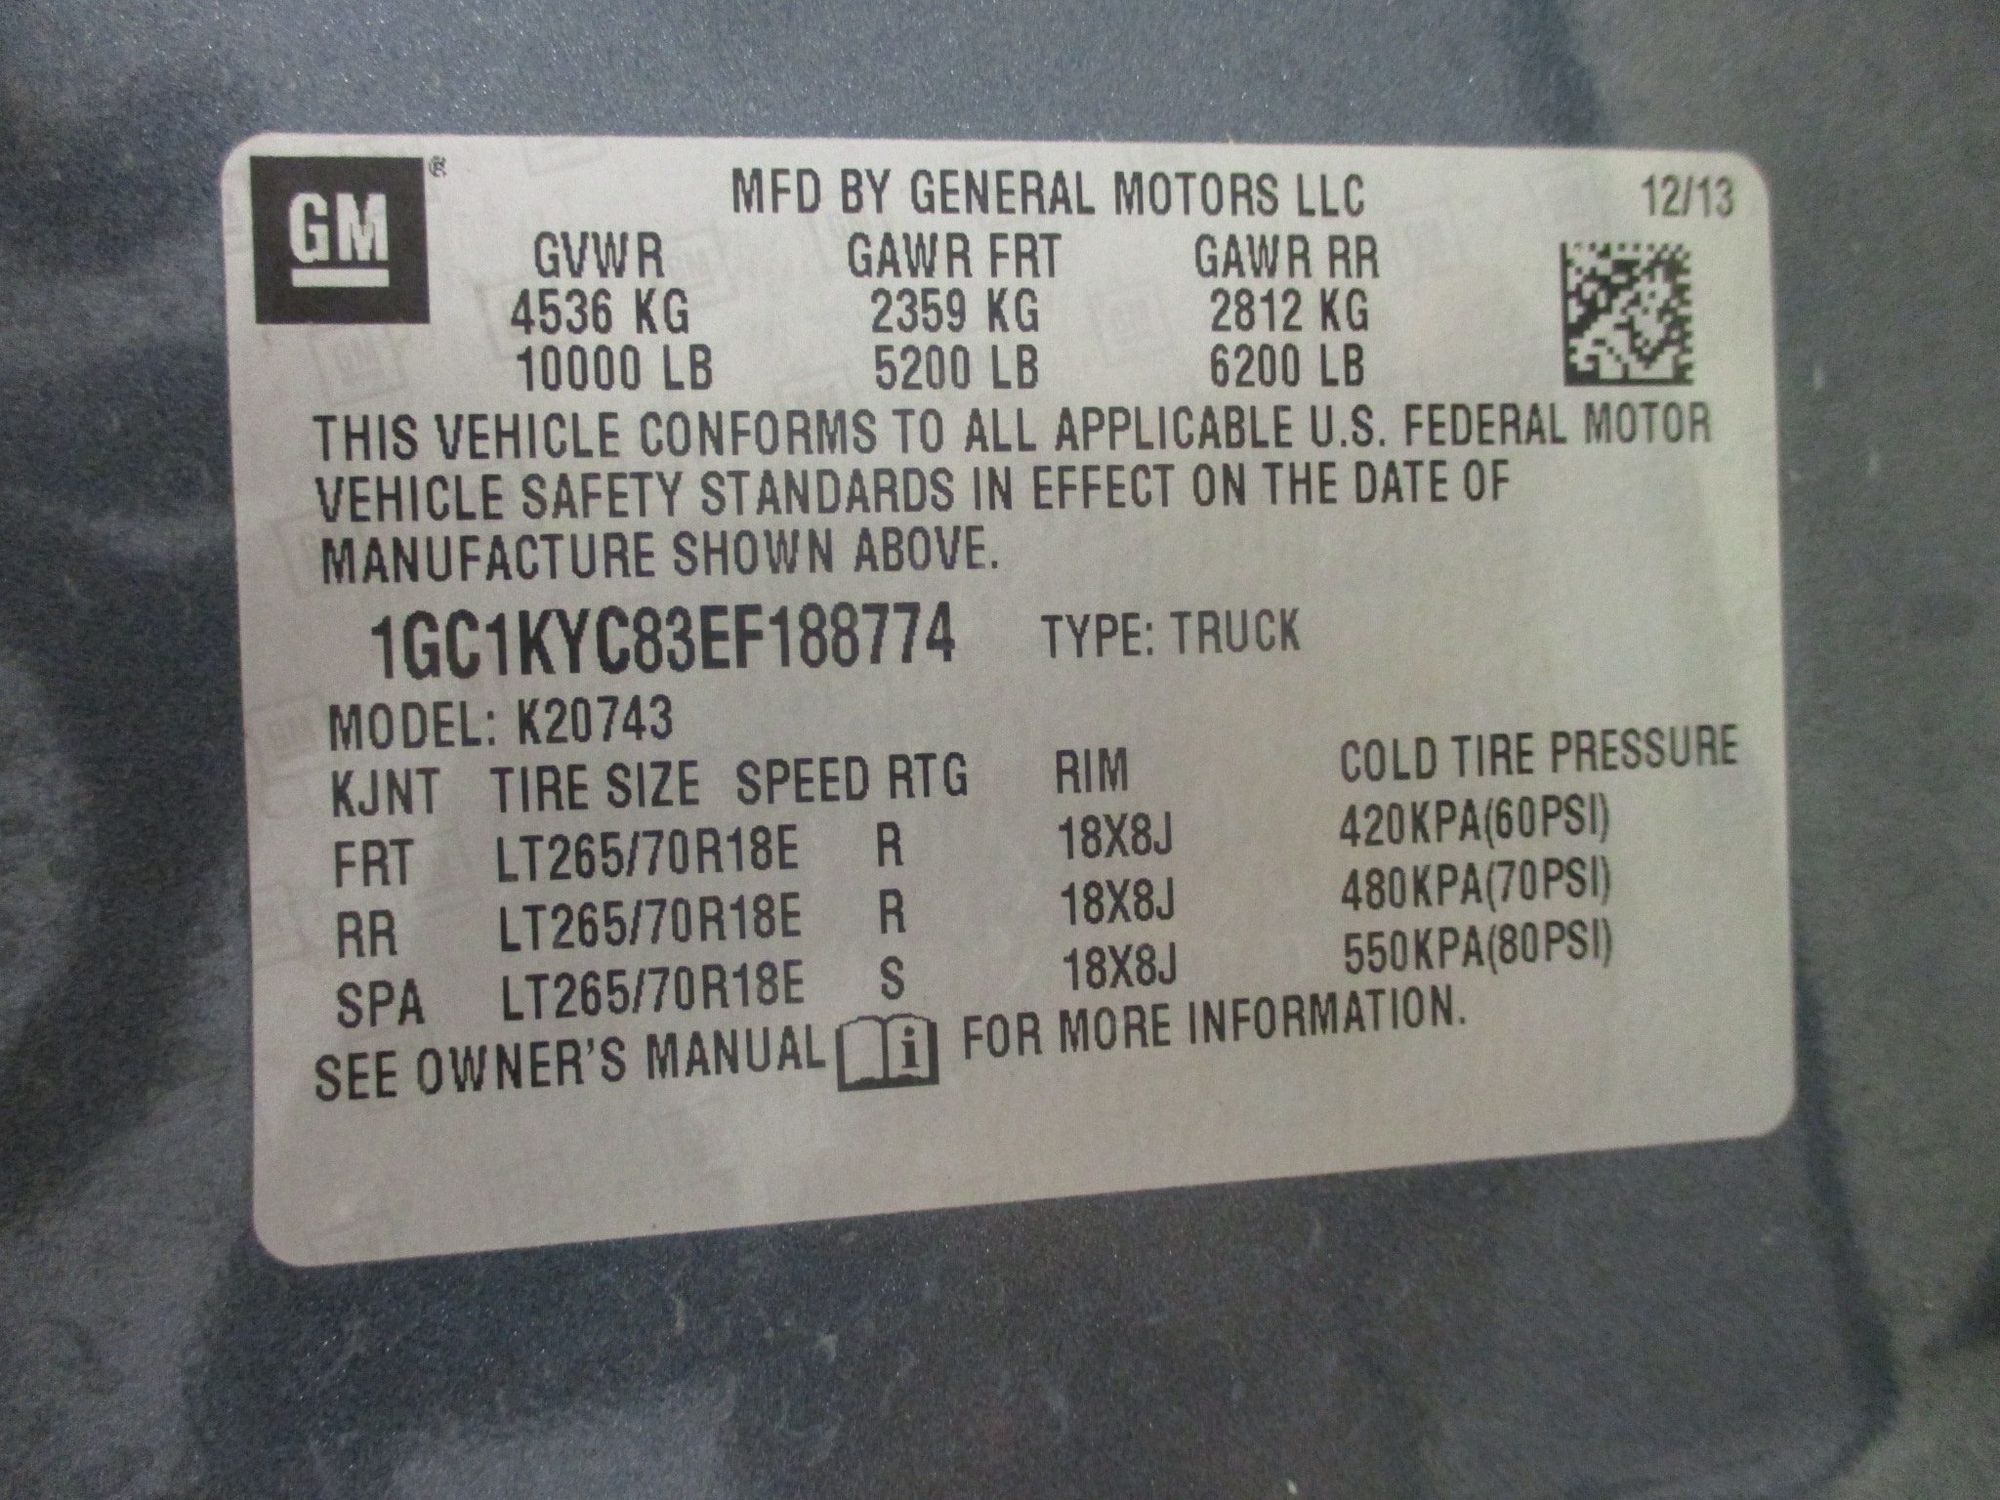 GM®
MFD BY GENERAL MOTORS LLC 12/13
GVWR GAWR FRT GAWR RR
4536 KG 2359 KG 2812 KG
10000 LB 5200 LB 6200 LB
THIS VEHICLE CONFORMS TO ALL APPLICABLE U.S. FEDERAL MOTOR
VEHICLE SAFETY STANDARDS IN EFFECT ON THE DATE OF
MANUFACTURE SHOWN ABOVE.
1GC1KYC83EF188774 TYPE: TRUCK
MODEL: K20743
KJNT TIRE SIZE SPEED RTG RIM COLD TIRE PRESSURE
FRT LT265/70R18E R 18X8J 420KPA(60PSI)
RR LT265/70R18E R 18X8J 480KPA(70PSI)
SPA LT265/70R18E S 18X8J 550KPA(80PSI)
SEE OWNER'S MANUAL i FOR MORE INFORMATION.